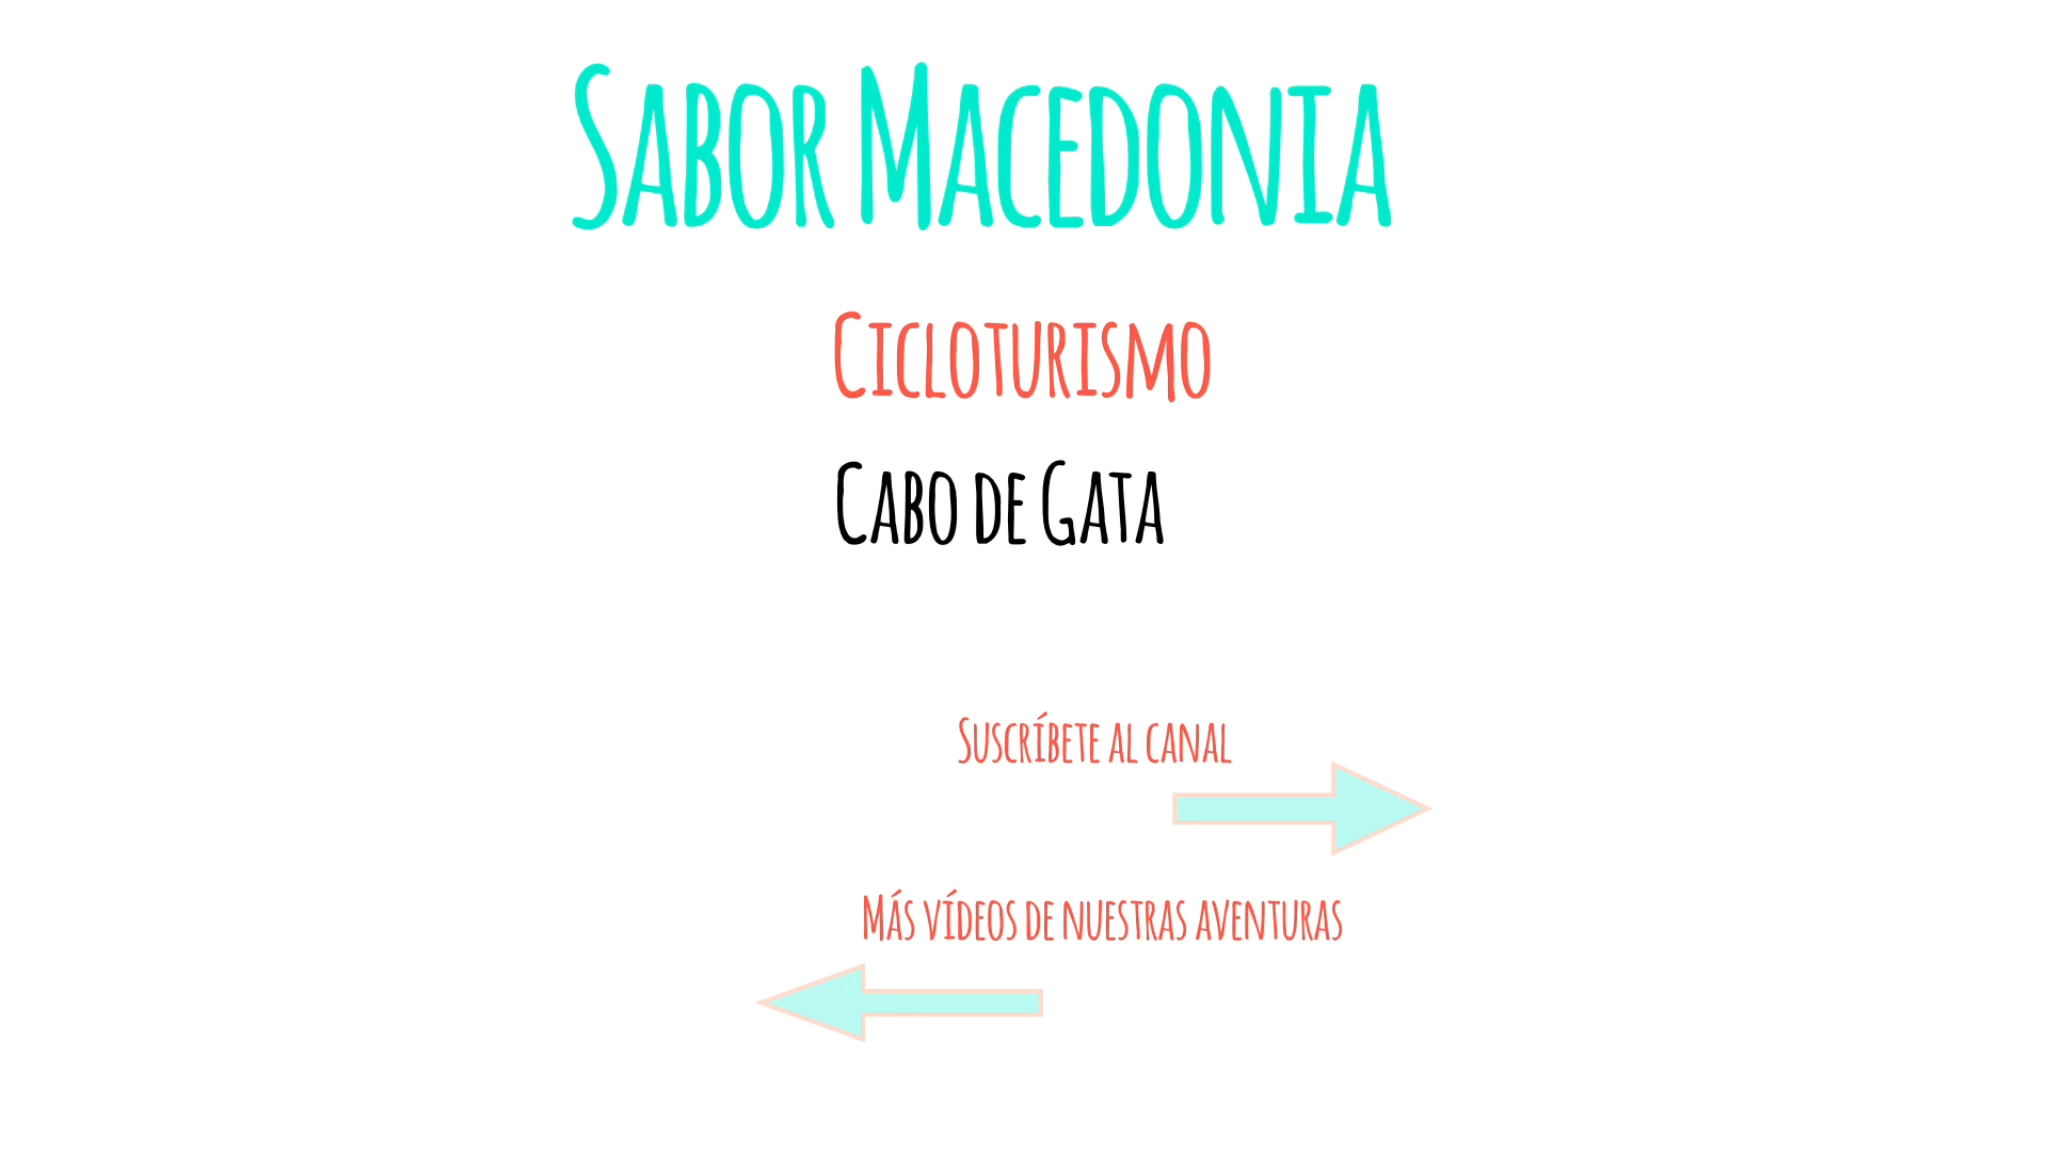 Sabor Macedonia
Cicloturismo
Cabo de Gata
Suscríbete al canal
Más vídeos de nuestras aventuras